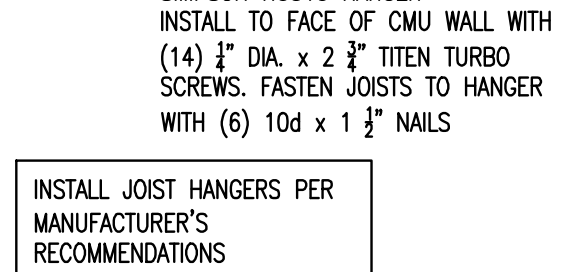 INSTALL TO FACE OF CMU WALL WITH
(14) 1/4" DIA. x 2 3/4" TITEN TURBO
SCREWS. FASTEN JOISTS TO HANGER
WITH (6) 10d x 1 1/2" NAILS
INSTALL JOIST HANGERS PER
MANUFACTURER'S
RECOMMENDATIONS